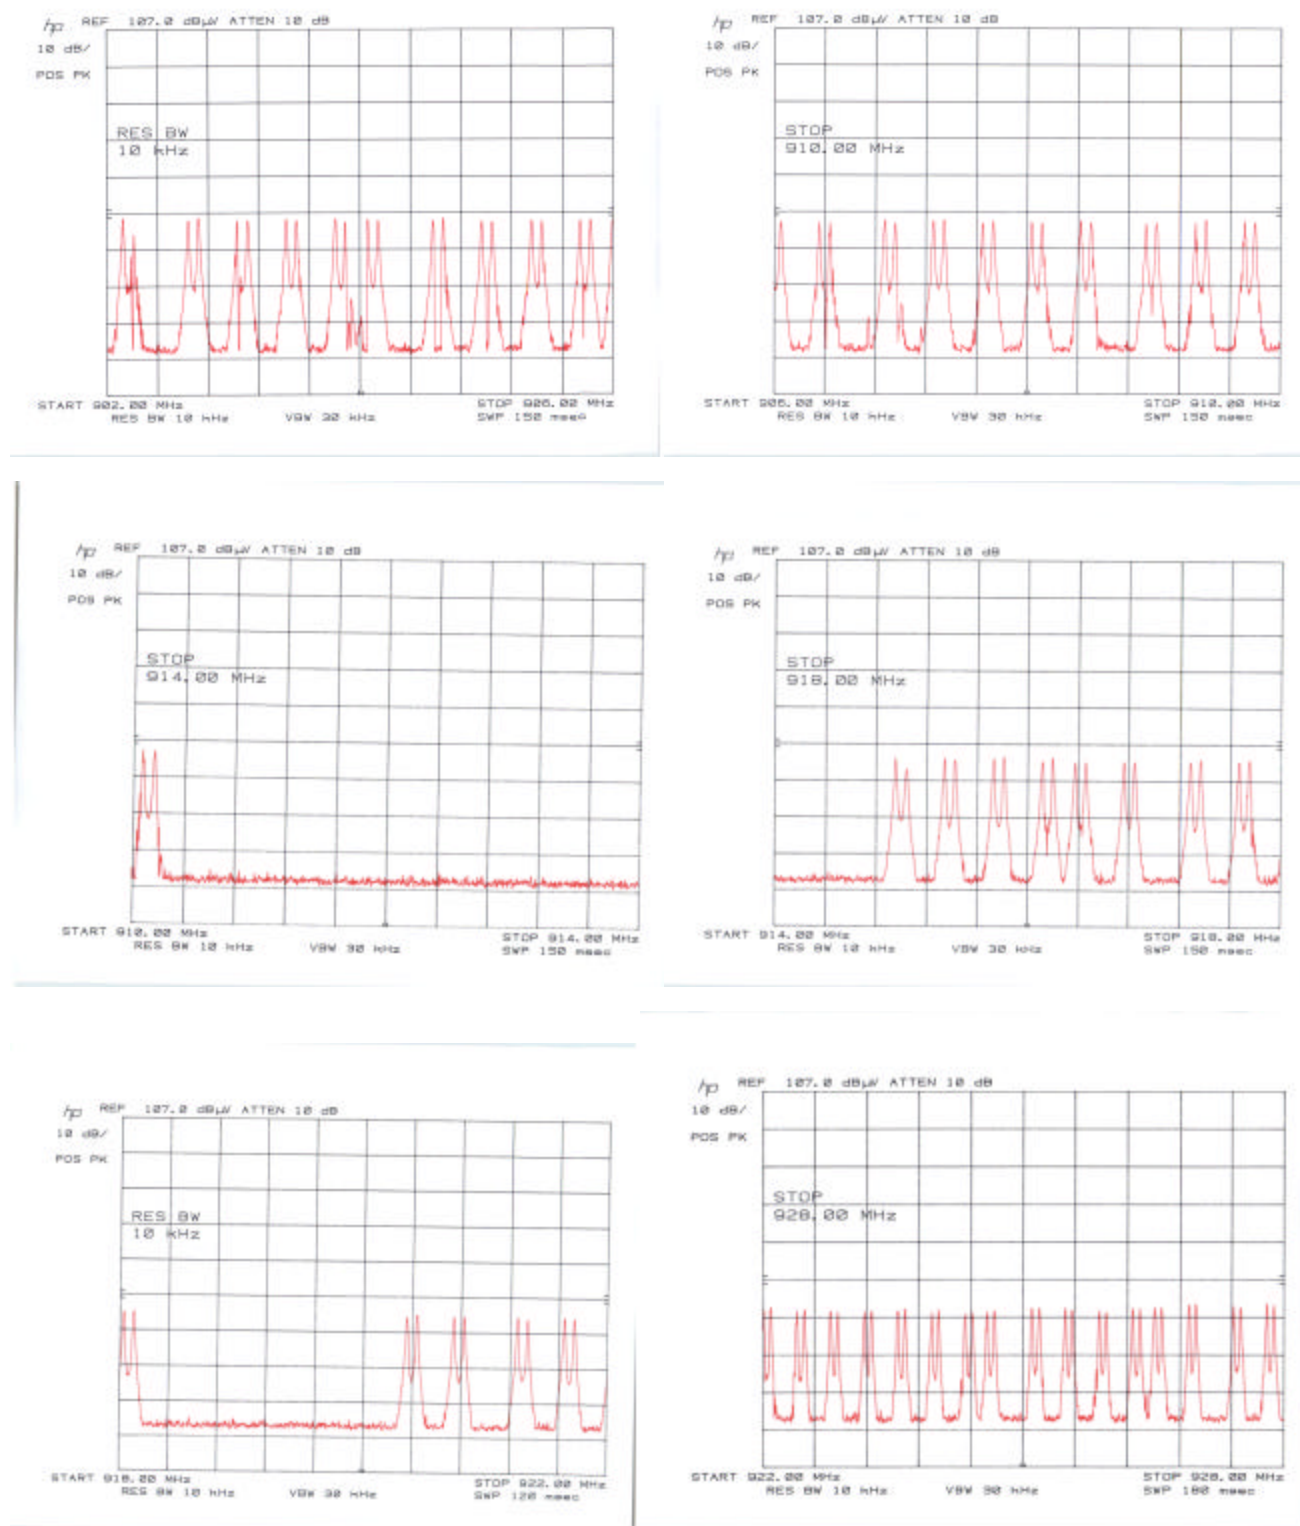 hp REF 107.0 dBµV ATTEN 10 dB
10 dB/
POS PK
RES BW
10 kHz
START 902.00 MHz STOP 906.00 MHz
RES BW 10 kHz VBW 30 kHz SWP 150 msec
hp REF 107.0 dBµV ATTEN 10 dB
10 dB/
POS PK
STOP
910.00 MHz
START 906.00 MHz STOP 910.00 MHz
RES BW 10 kHz VBW 30 kHz SWP 150 msec
hp REF 107.0 dBµV ATTEN 10 dB
10 dB/
POS PK
STOP
914.00 MHz
START 910.00 MHz STOP 914.00 MHz
RES BW 10 kHz VBW 30 kHz SWP 150 msec
hp REF 107.0 dBµV ATTEN 10 dB
10 dB/
POS PK
STOP
918.00 MHz
START 914.00 MHz STOP 918.00 MHz
RES BW 10 kHz VBW 30 kHz SWP 150 msec
hp REF 107.0 dBµV ATTEN 10 dB
10 dB/
POS PK
RES BW
10 kHz
START 918.00 MHz STOP 922.00 MHz
RES BW 10 kHz VBW 30 kHz SWP 120 msec
hp REF 107.0 dBµV ATTEN 10 dB
10 dB/
POS PK
STOP
928.00 MHz
START 922.00 MHz STOP 928.00 MHz
RES BW 10 kHz VBW 30 kHz SWP 180 msec